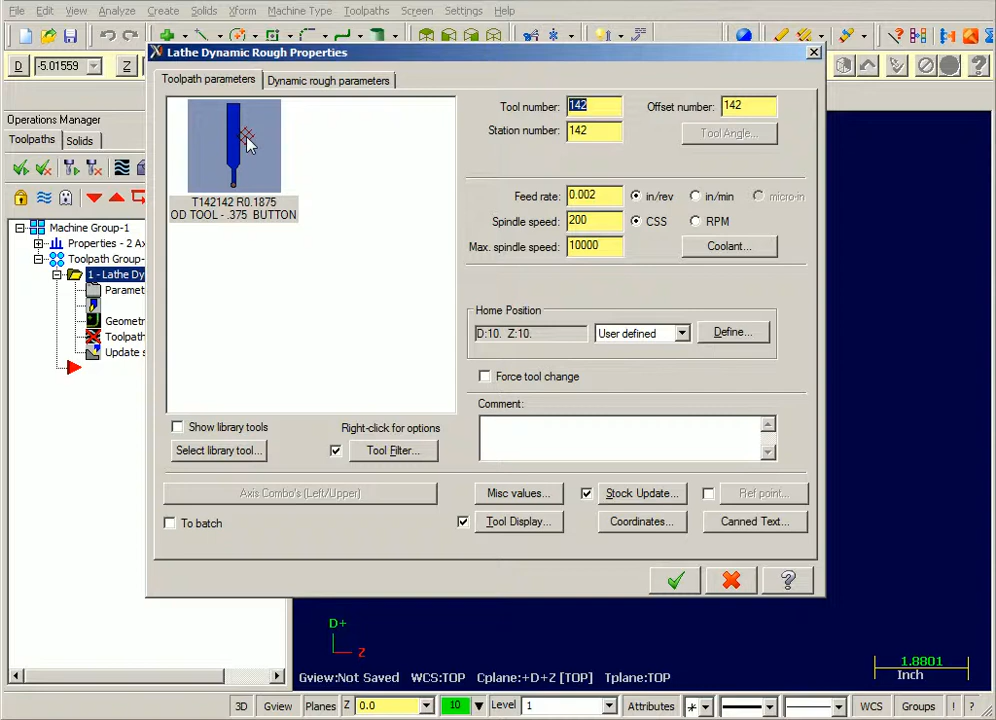 File Edit View Analyze Create Solids Xform Machine Type Toolpaths Screen Settings Help
D -5.01559 Z
Lathe Dynamic Rough Properties
Operations Manager
Toolpaths Solids
Toolpath parameters Dynamic rough parameters
T142142 R0.1875
OD TOOL - .375 BUTTON
Tool number: 142 Offset number: 142
Station number: 142 Tool Angle...
Feed rate: 0.002 in/rev in/min micro-in
Spindle speed: 200 CSS RPM
Max. spindle speed: 10000 Coolant...
Home Position
D:10. Z:10. User defined Define...
Force tool change
Comment:
Show library tools Right-click for options
Select library tool... Tool Filter...
Axis Combo's (Left/Upper) Misc values... Stock Update... Ref point...
To batch Tool Display... Coordinates... Canned Text...
Machine Group-1
Properties - 2 Ax
Toolpath Group-
1 - Lathe Dy
Paramet
Geometr
Toolpath
Update s
D+
Z
Gview:Not Saved WCS:TOP Cplane:+D+Z [TOP] Tplane:TOP
1.8801
Inch
3D Gview Planes Z 0.0 10 Level 1 Attributes WCS Groups ! ?